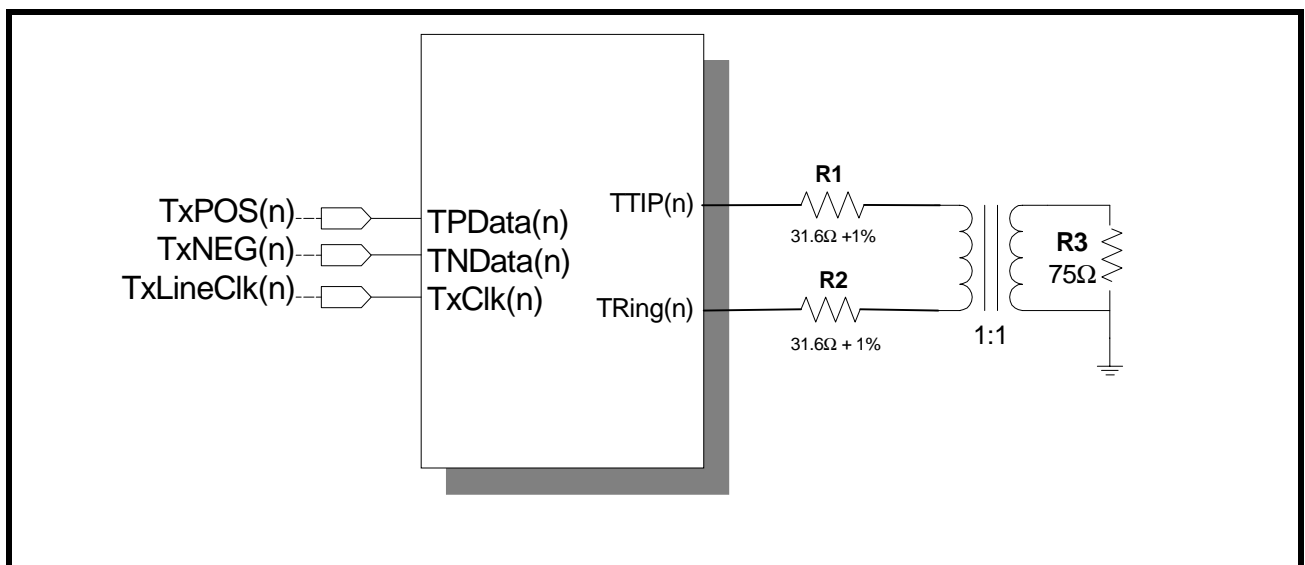 TxPOS(n)
TxNEG(n)
TxLineClk(n)
TPData(n)
TNData(n)
TxClk(n)
TTIP(n)
TRing(n)
R1
31.6Ω +1%
R2
31.6Ω + 1%
1:1
R3
75Ω